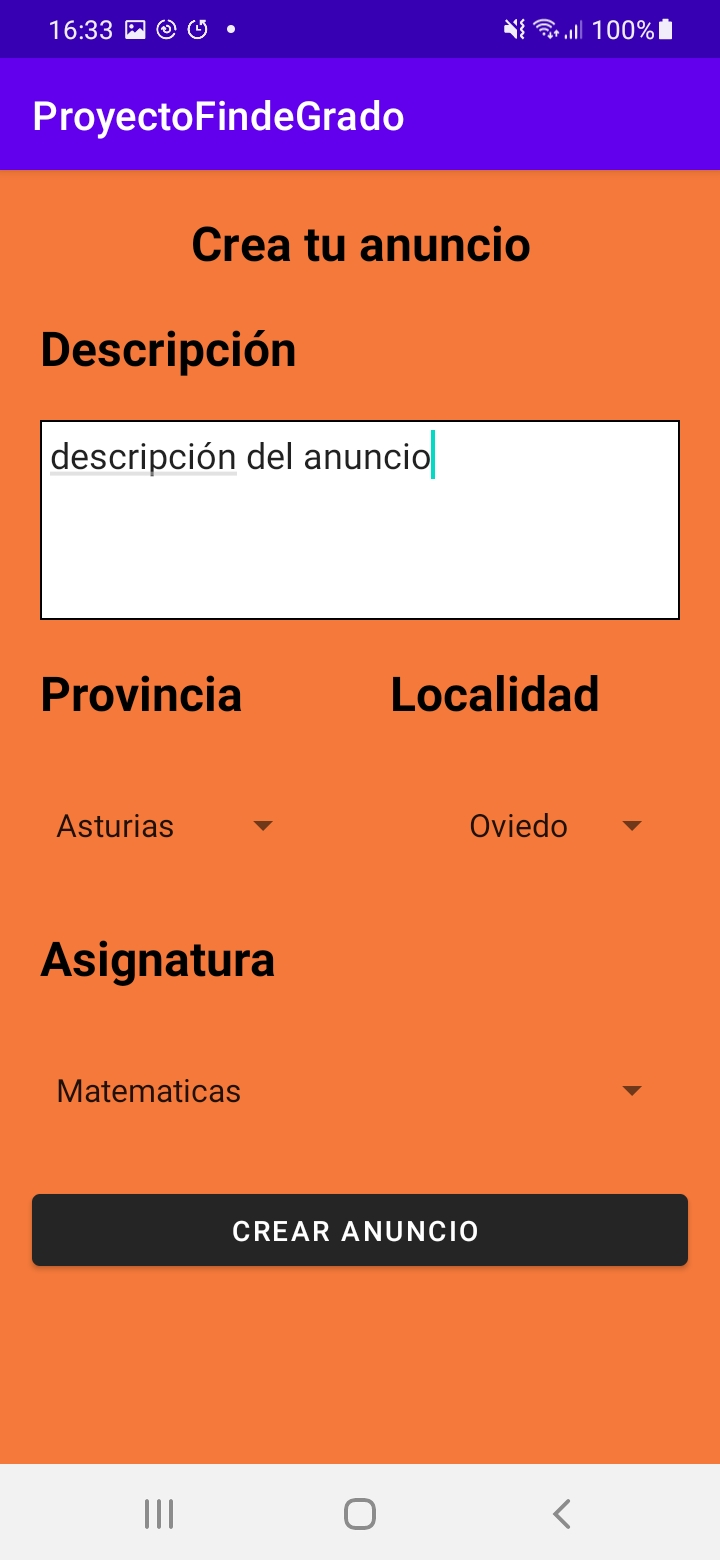 16:33 100%
ProyectoFindeGrado
Crea tu anuncio
Descripción
descripción del anuncio
Provincia Localidad
Asturias Oviedo
Asignatura
Matematicas
CREAR ANUNCIO